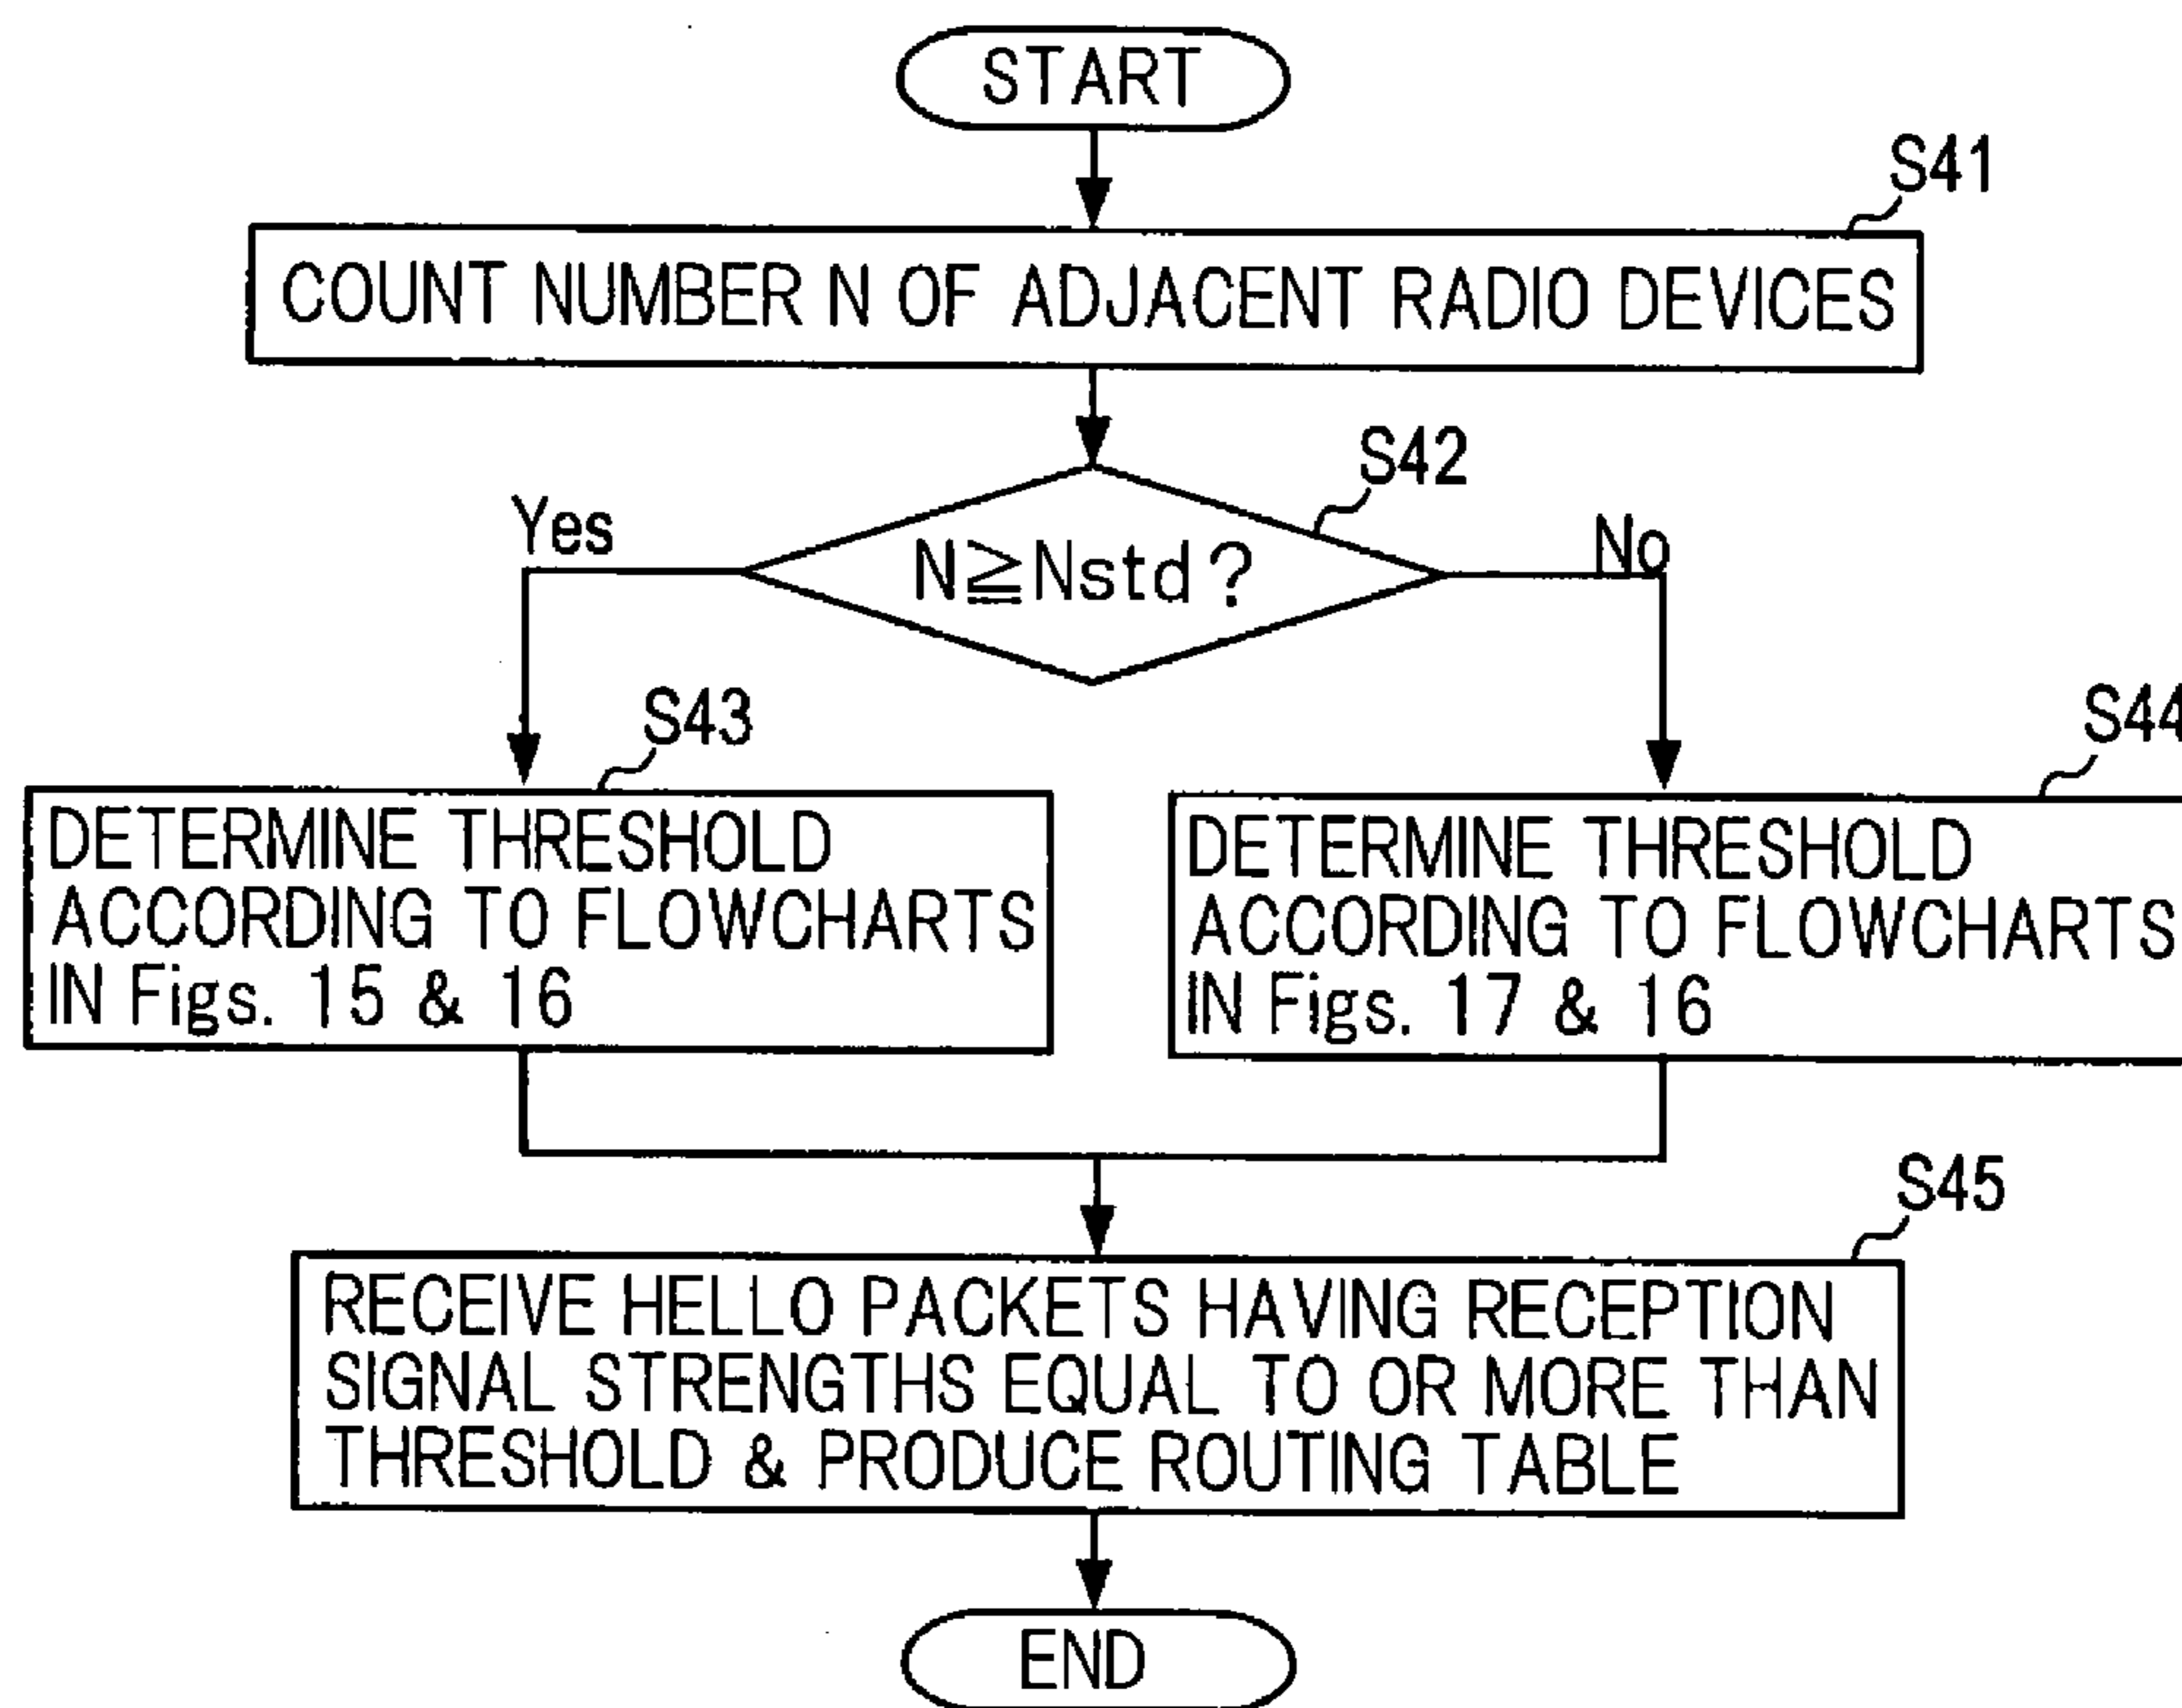 START
S41
COUNT NUMBER N OF ADJACENT RADIO DEVICES
S42
Yes
N≧Nstd?
No
S43
DETERMINE THRESHOLD
ACCORDING TO FLOWCHARTS
IN Figs. 15 & 16
S44
DETERMINE THRESHOLD
ACCORDING TO FLOWCHARTS
IN Figs. 17 & 16
S45
RECEIVE HELLO PACKETS HAVING RECEPTION
SIGNAL STRENGTHS EQUAL TO OR MORE THAN
THRESHOLD & PRODUCE ROUTING TABLE
END